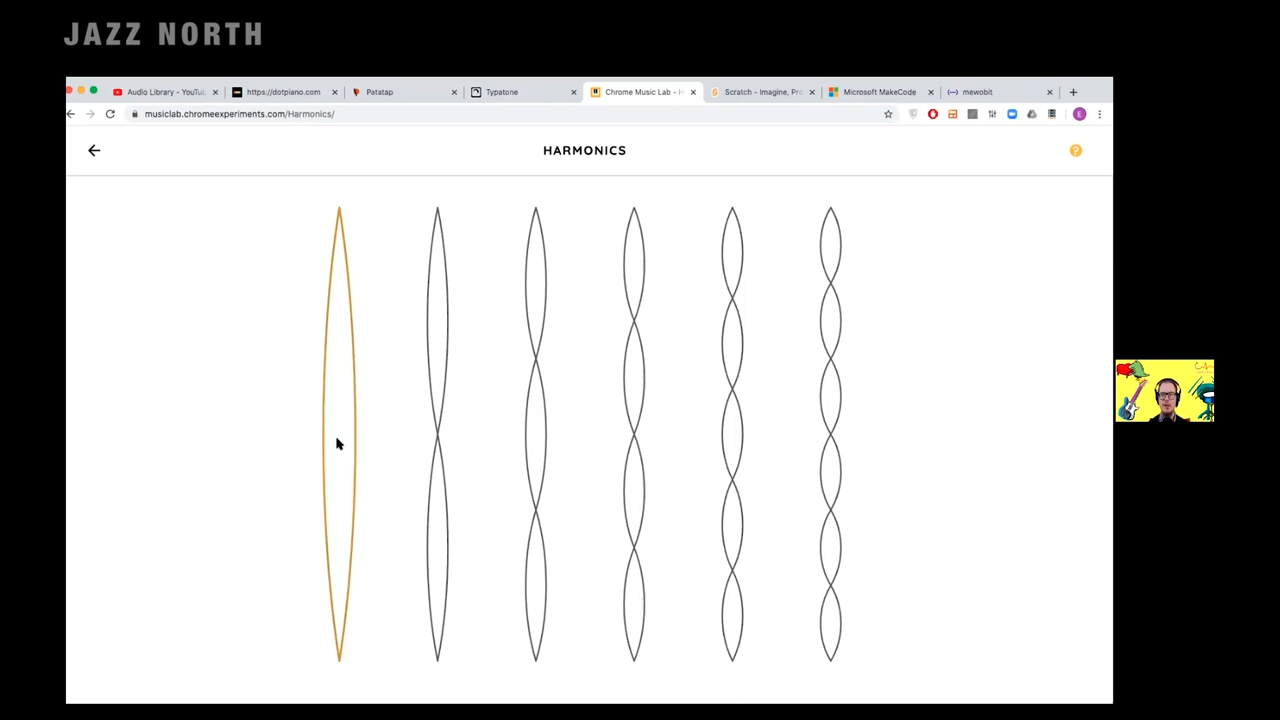 JAZZ NORTH
Audio Library - YouTu
https://dotpiano.com
Patatap
Typatone
Chrome Music Lab - H
Scratch - Imagine, Pro
Microsoft MakeCode
mewobit
musiclab.chromeexperiments.com/Harmonics/
E
HARMONICS
?